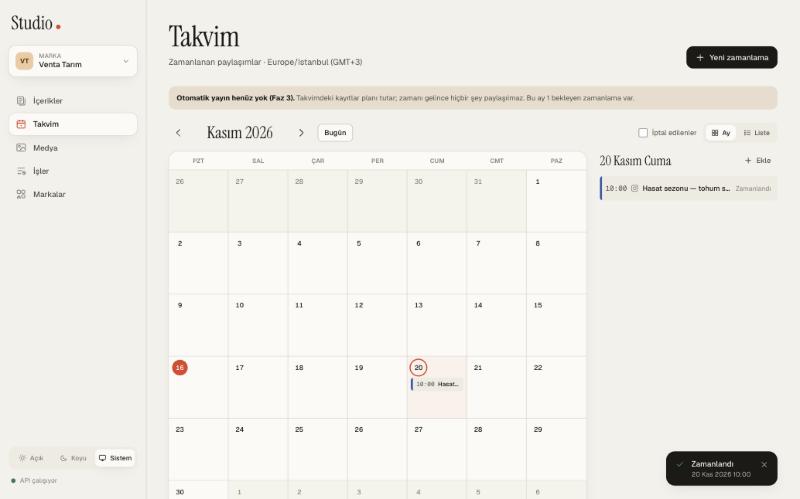 Studio
MARKA
VT
Venta Tarım
İçerikler
Takvim
Medya
İşler
Markalar
Açık
Koyu
Sistem
API çalışıyor
Takvim
Zamanlanan paylaşımlar · Europe/Istanbul (GMT+3)
+ Yeni zamanlama
Otomatik yayın henüz yok (Faz 3). Takvimdeki kayıtlar planı tutar; zamanı gelince hiçbir şey paylaşılmaz. Bu ay 1 bekleyen zamanlama var.
Kasım 2026
Bugün
İptal edilenler
Ay
Liste
PZT SAL ÇAR PER CUM CMT PAZ
26 27 28 29 30 31 1
2 3 4 5 6 7 8
9 10 11 12 13 14 15
16 17 18 19 20 21 22
10:00 Hasat…
23 24 25 26 27 28 29
30 1 2 3 4 5 6
20 Kasım Cuma
+ Ekle
10:00 Hasat sezonu — tohum s… Zamanlandı
Zamanlandı
20 Kas 2026 10:00